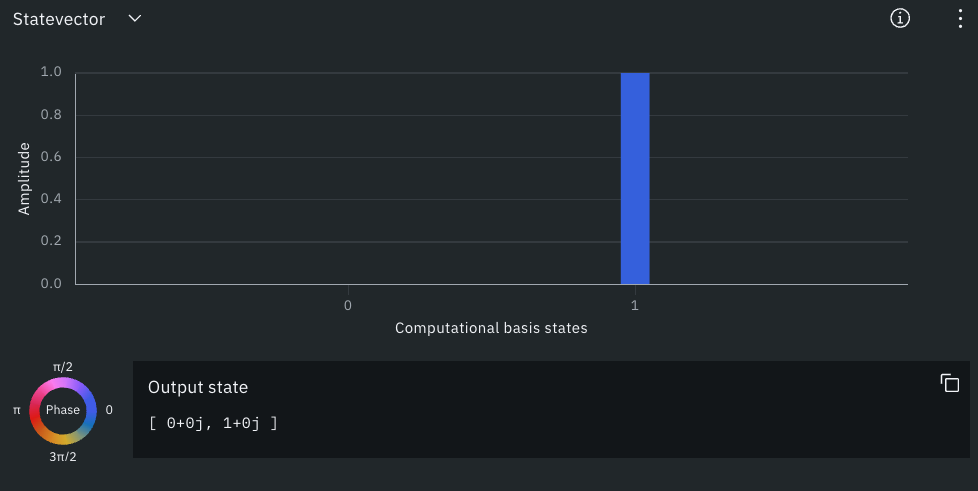 Statevector
1.0
0.8
0.6
0.4
0.2
0.0
Amplitude
0 1
Computational basis states
π/2
π Phase 0
3π/2
Output state
[ 0+0j, 1+0j ]